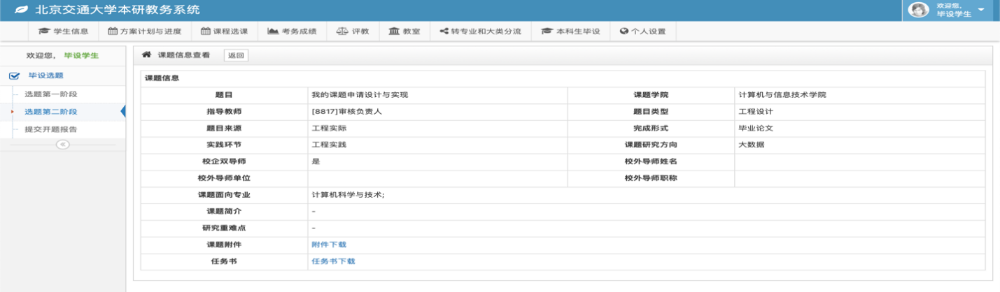 北京交通大学本研教务系统
欢迎您,
毕设学生
学生信息 方案计划与进度 课程选课 考务成绩 评教 教室 转专业和大类分流 本科生毕设 个人设置
欢迎您, 毕设学生
毕设选题
选题第一阶段
选题第二阶段
提交开题报告
课题信息查看 返回
课题信息
题目 我的课题申请设计与实现 课题学院 计算机与信息技术学院
指导教师 [8817]审核负责人 题目类型 工程设计
题目来源 工程实际 完成形式 毕业论文
实践环节 工程实践 课题研究方向 大数据
校企双导师 是 校外导师姓名
校外导师单位 校外导师职称
课题面向专业 计算机科学与技术;
课题简介 -
研究重难点 -
课题附件 附件下载
任务书 任务书下载